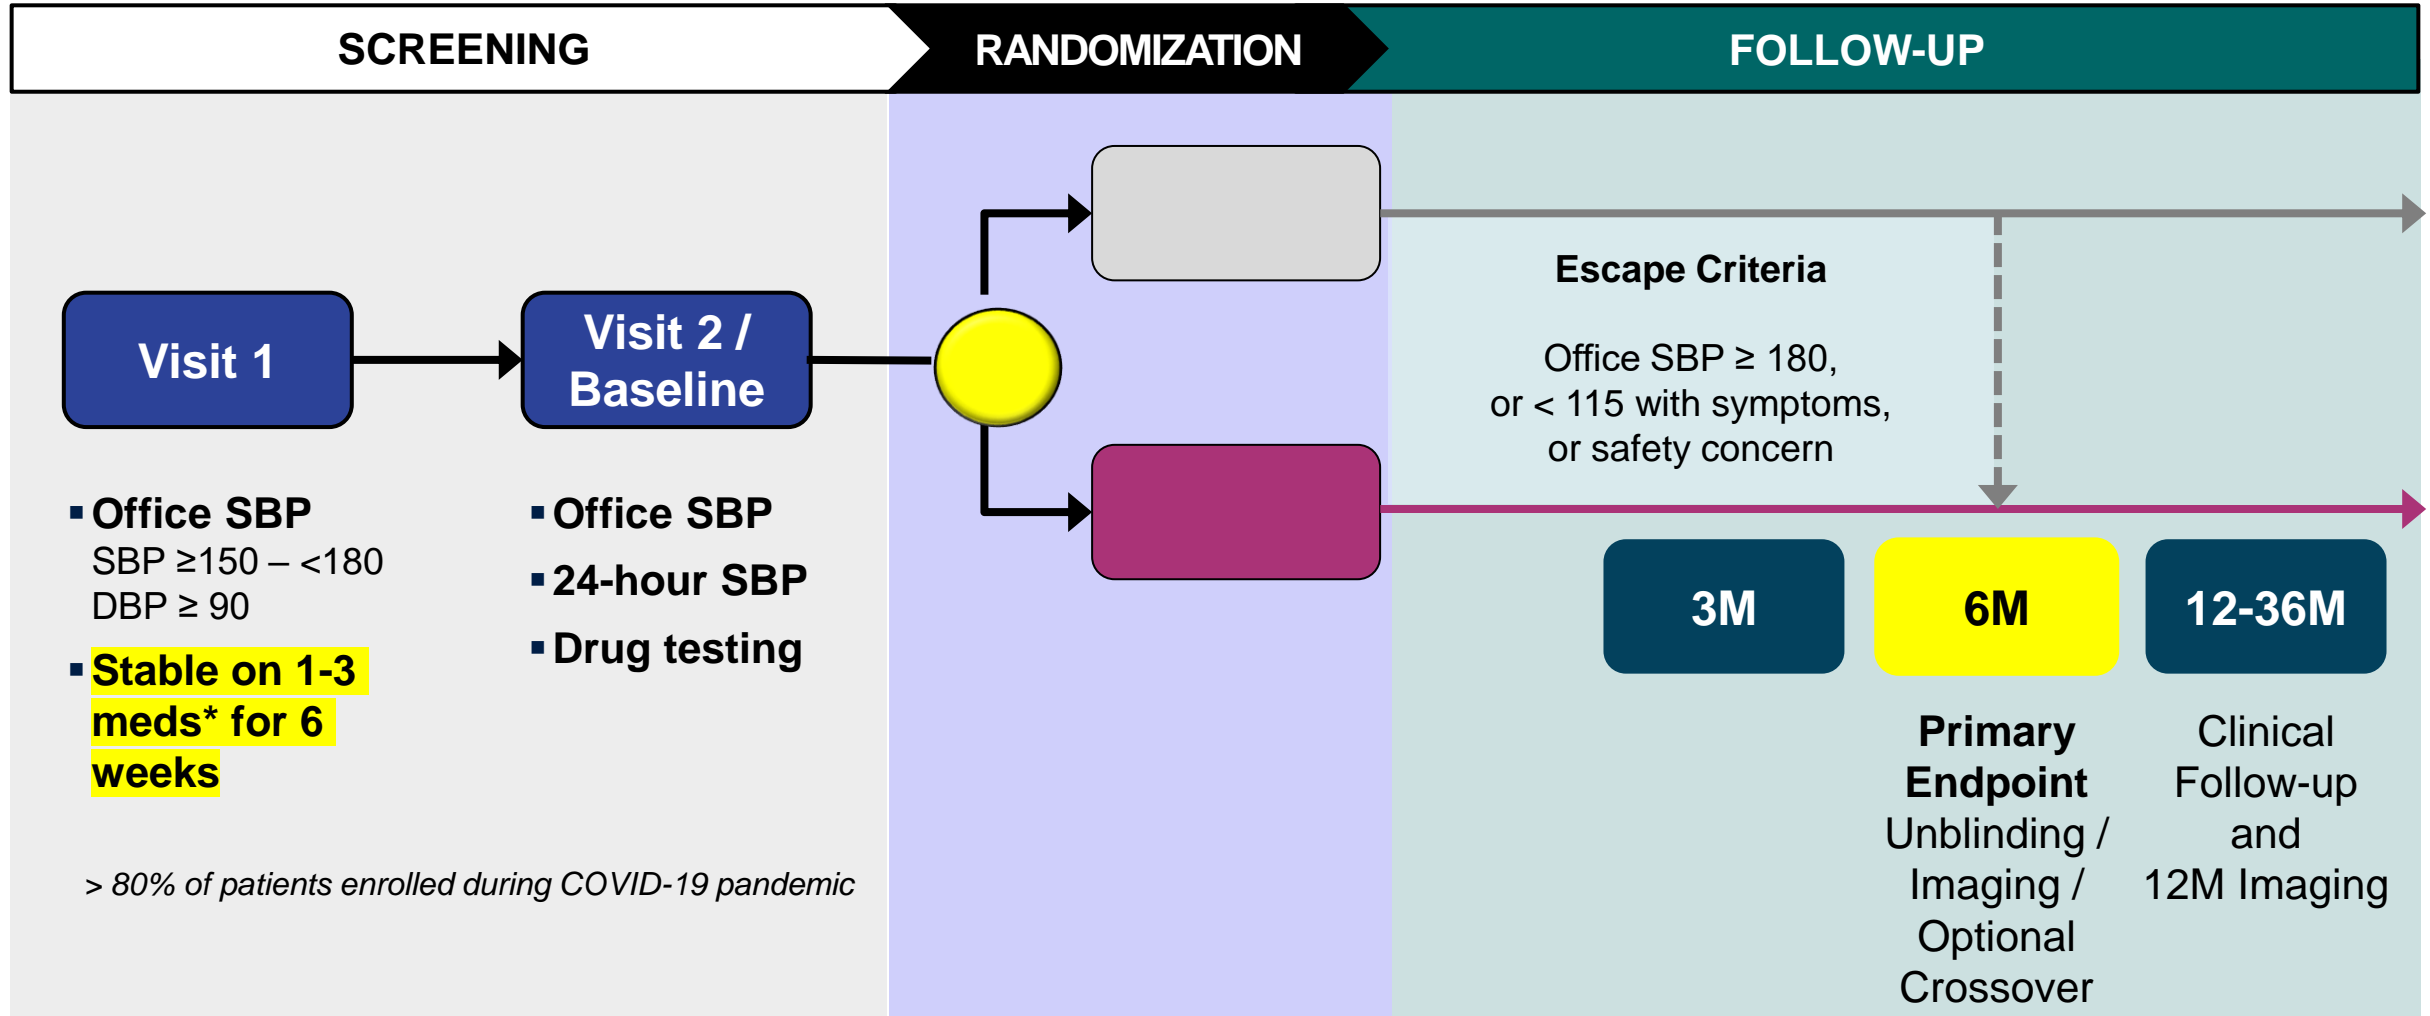 SCREENING
RANDOMIZATION
FOLLOW-UP
Visit 1
Visit 2 /
Baseline
▪Office SBP
SBP ≥150 – <180
DBP ≥ 90
▪Stable on 1-3
meds* for 6
weeks
▪Office SBP
▪24-hour SBP
▪Drug testing
> 80% of patients enrolled during COVID-19 pandemic
Escape Criteria
Office SBP ≥ 180,
or < 115 with symptoms,
or safety concern
3M
6M
12-36M
Primary
Endpoint
Unblinding /
Imaging /
Optional
Crossover
Clinical
Follow-up
and
12M Imaging